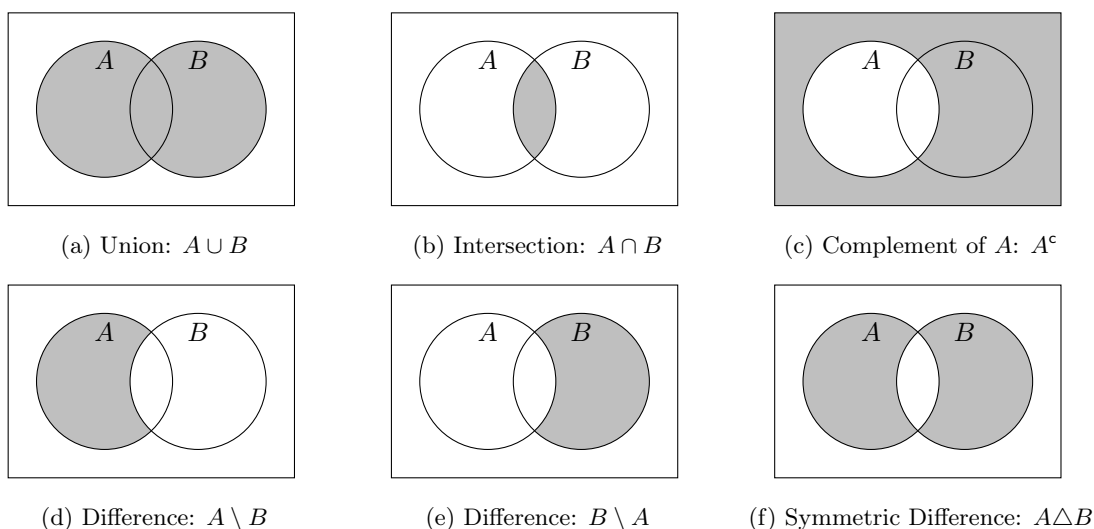 A B
A B
A B
(a) Union: A ∪ B
(b) Intersection: A ∩ B
(c) Complement of A: Aᶜ
A B
A B
A B
(d) Difference: A \ B
(e) Difference: B \ A
(f) Symmetric Difference: A△B